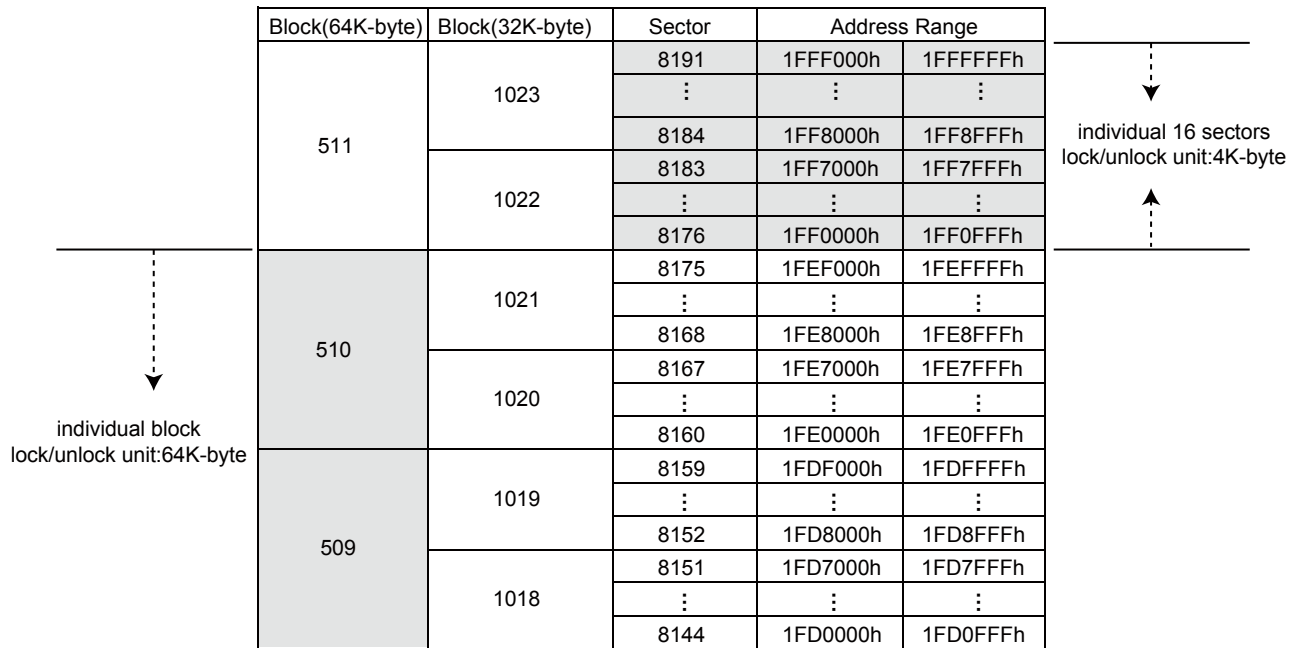 Block(64K-byte) Block(32K-byte) Sector Address Range
8191 1FFF000h 1FFFFFFh
1023
⋮ ⋮ ⋮
8184 1FF8000h 1FF8FFFh
511
8183 1FF7000h 1FF7FFFh
1022
⋮ ⋮ ⋮
8176 1FF0000h 1FF0FFFh
individual 16 sectors
lock/unlock unit:4K-byte
8175 1FEF000h 1FEFFFFh
1021
⋮ ⋮ ⋮
8168 1FE8000h 1FE8FFFh
510
8167 1FE7000h 1FE7FFFh
1020
⋮ ⋮ ⋮
8160 1FE0000h 1FE0FFFh
individual block
lock/unlock unit:64K-byte
8159 1FDF000h 1FDFFFFh
1019
⋮ ⋮ ⋮
8152 1FD8000h 1FD8FFFh
509
8151 1FD7000h 1FD7FFFh
1018
⋮ ⋮ ⋮
8144 1FD0000h 1FD0FFFh